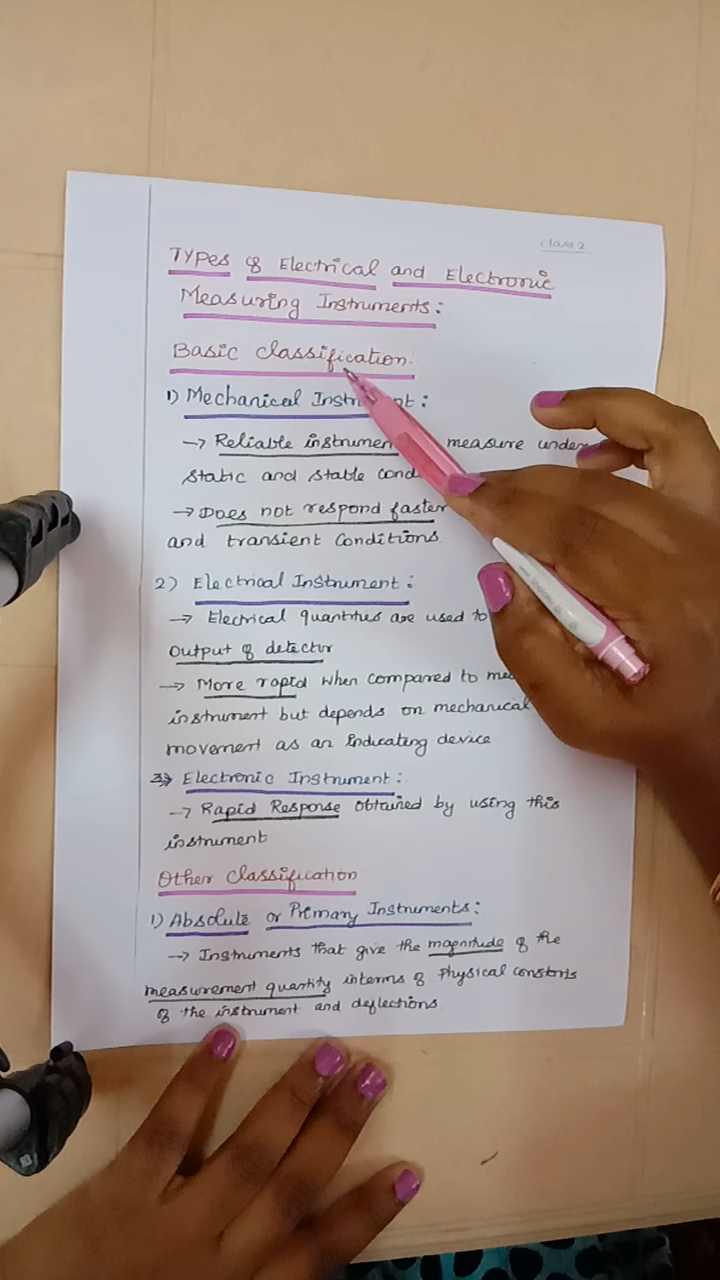 Class 2
Types of Electrical and Electronic
Measuring Instruments:
Basic classification
1) Mechanical Instrument:
→ Reliable instrument measure under
static and stable cond
→ Does not respond faster
and transient conditions
2) Electrical Instrument:
→ Electrical quantities are used to
Output of detector
→ More rapid when compared to me
instrument but depends on mechanical
movement as an indicating device
3) Electronic Instrument:
→ Rapid Response obtained by using this
instrument
Other classification
1) Absolute or Primary Instruments:
→ Instruments that give the magnitude of the
measurement quantity interms of physical
of the instrument and deflections.